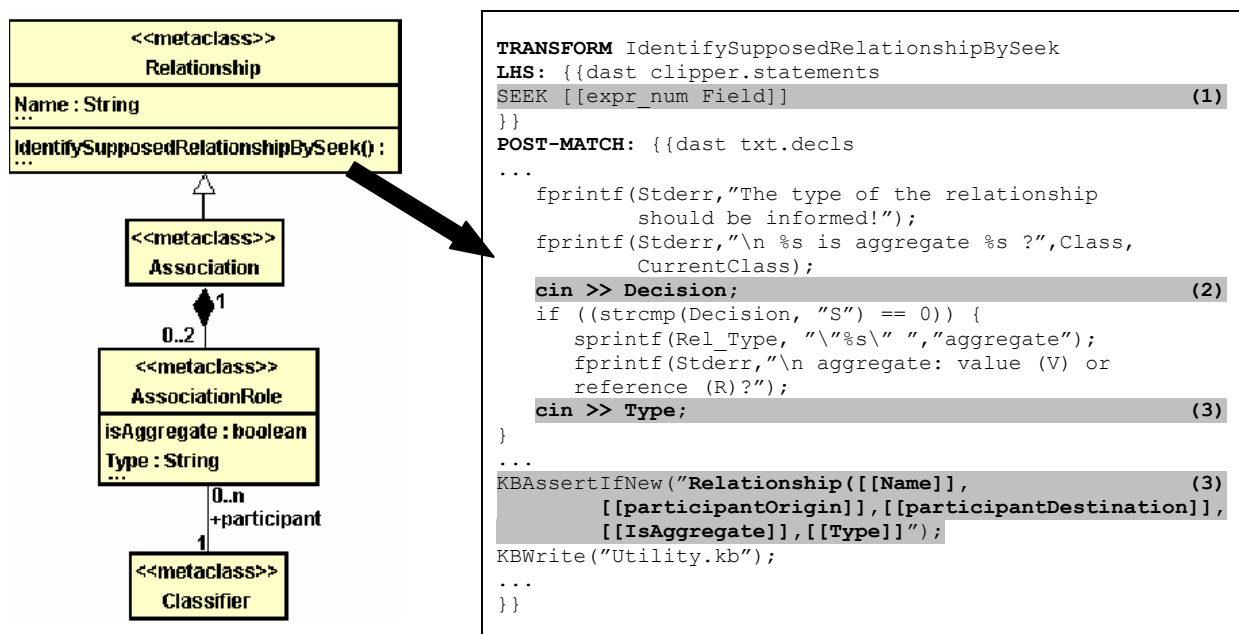 <<metaclass>>
Relationship
Name : String
...
IdentifySupposedRelationshipBySeek() :
...
<<metaclass>>
Association
1
0..2
<<metaclass>>
AssociationRole
isAggregate : boolean
Type : String
...
0..n
+participant
1
<<metaclass>>
Classifier
TRANSFORM IdentifySupposedRelationshipBySeek
LHS: {{dast clipper.statements
SEEK [[expr_num Field]] (1)
}}
POST-MATCH: {{dast txt.decls
...
fprintf(Stderr,”The type of the relationship
should be informed!”);
fprintf(Stderr,”\n %s is aggregate %s ?”,Class,
CurrentClass);
cin >> Decision; (2)
if ((strcmp(Decision, ”S”) == 0)) {
sprintf(Rel_Type, ”\”%s\” ”,”aggregate”);
fprintf(Stderr,”\n aggregate: value (V) or
reference (R)?”);
cin >> Type; (3)
}
...
KBAssertIfNew(”Relationship([[Name]], (3)
[[participantOrigin]],[[participantDestination]],
[[IsAggregate]],[[Type]]”);
KBWrite(”Utility.kb”);
...
}}